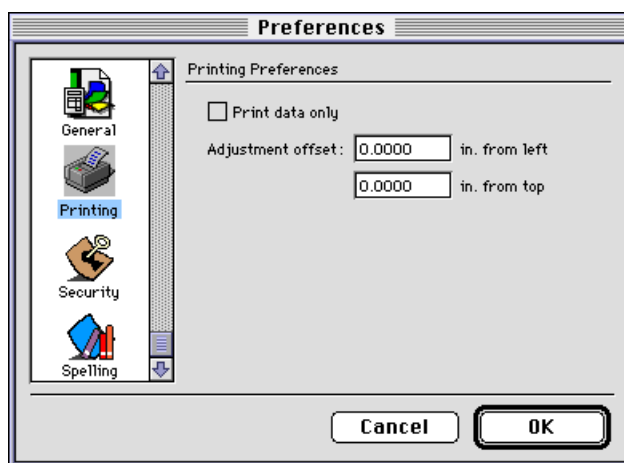 Preferences
General
Printing
Security
Spelling
Printing Preferences
Print data only
Adjustment offset: 0.0000 in. from left
0.0000 in. from top
Cancel OK